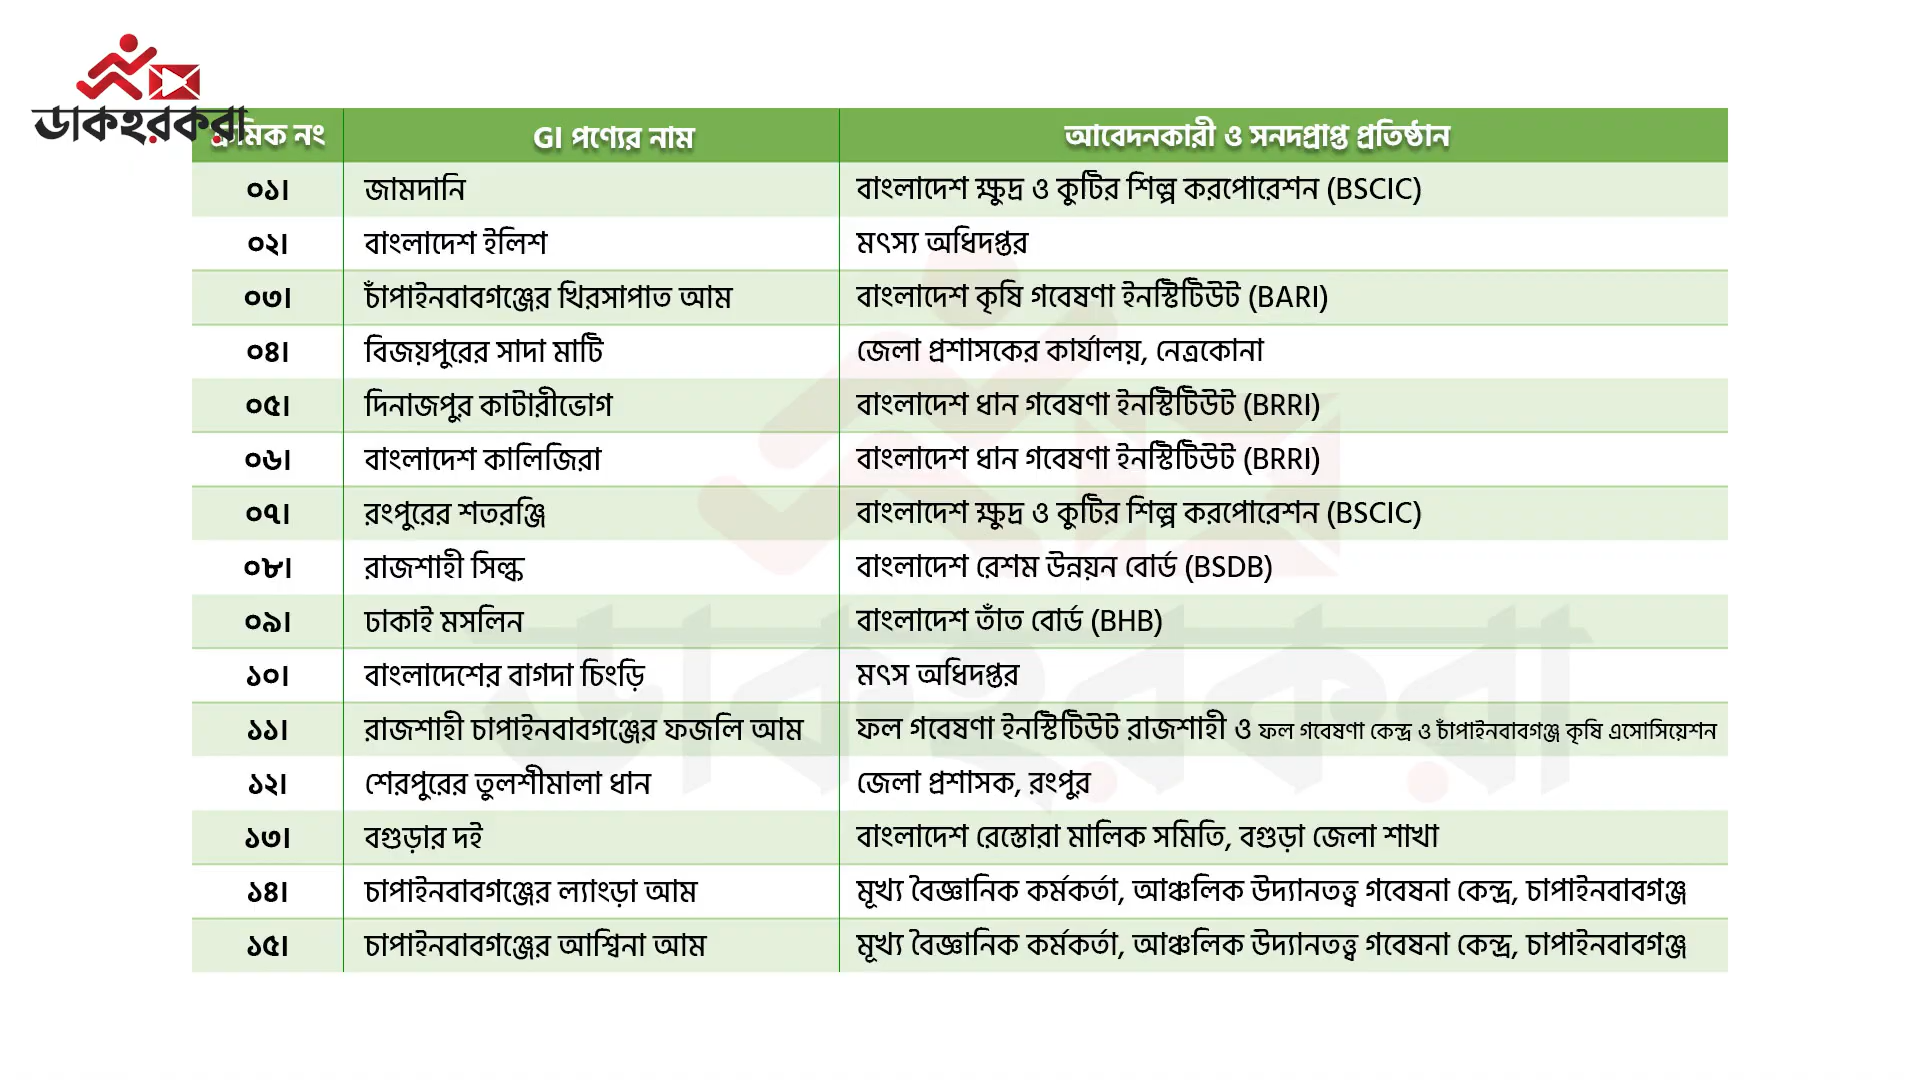 ডাকহরকরা
ক্রমিক নং GI পণ্যের নাম আবেদনকারী ও সনদপ্রাপ্ত প্রতিষ্ঠান
০১। জামদানি বাংলাদেশ ক্ষুদ্র ও কুটির শিল্প করপোরেশন (BSCIC)
০২। বাংলাদেশ ইলিশ মৎস্য অধিদপ্তর
০৩। চাঁপাইনবাবগঞ্জের খিরসাপাত আম বাংলাদেশ কৃষি গবেষণা ইনস্টিটিউট (BARI)
০৪। বিজয়পুরের সাদা মাটি জেলা প্রশাসকের কার্যালয়, নেত্রকোনা
০৫। দিনাজপুর কাটারীভোগ বাংলাদেশ ধান গবেষণা ইনস্টিটিউট (BRRI)
০৬। বাংলাদেশ কালিজিরা বাংলাদেশ ধান গবেষণা ইনস্টিটিউট (BRRI)
০৭। রংপুরের শতরঞ্জি বাংলাদেশ ক্ষুদ্র ও কুটির শিল্প করপোরেশন (BSCIC)
০৮। রাজশাহী সিল্ক বাংলাদেশ রেশম উন্নয়ন বোর্ড (BSDB)
০৯। ঢাকাই মসলিন বাংলাদেশ তাঁত বোর্ড (BHB)
১০। বাংলাদেশের বাগদা চিংড়ি মৎস অধিদপ্তর
১১। রাজশাহী চাপাইনবাবগঞ্জের ফজলি আম ফল গবেষণা ইনস্টিটিউট রাজশাহী ও ফল গবেষণা কেন্দ্র ও চাঁপাইনবাবগঞ্জ কৃষি এসোসিয়েশন
১২। শেরপুরের তুলশীমালা ধান জেলা প্রশাসক, রংপুর
১৩। বগুড়ার দই বাংলাদেশ রেস্তোরা মালিক সমিতি, বগুড়া জেলা শাখা
১৪। চাপাইনবাবগঞ্জের ল্যাংড়া আম মূখ্য বৈজ্ঞানিক কর্মকর্তা, আঞ্চলিক উদ্যানতত্ত্ব গবেষনা কেন্দ্র, চাপাইনবাবগঞ্জ
১৫। চাপাইনবাবগঞ্জের আশ্বিনা আম মূখ্য বৈজ্ঞানিক কর্মকর্তা, আঞ্চলিক উদ্যানতত্ত্ব গবেষনা কেন্দ্র, চাপাইনবাবগঞ্জ
ডাকহরকরা